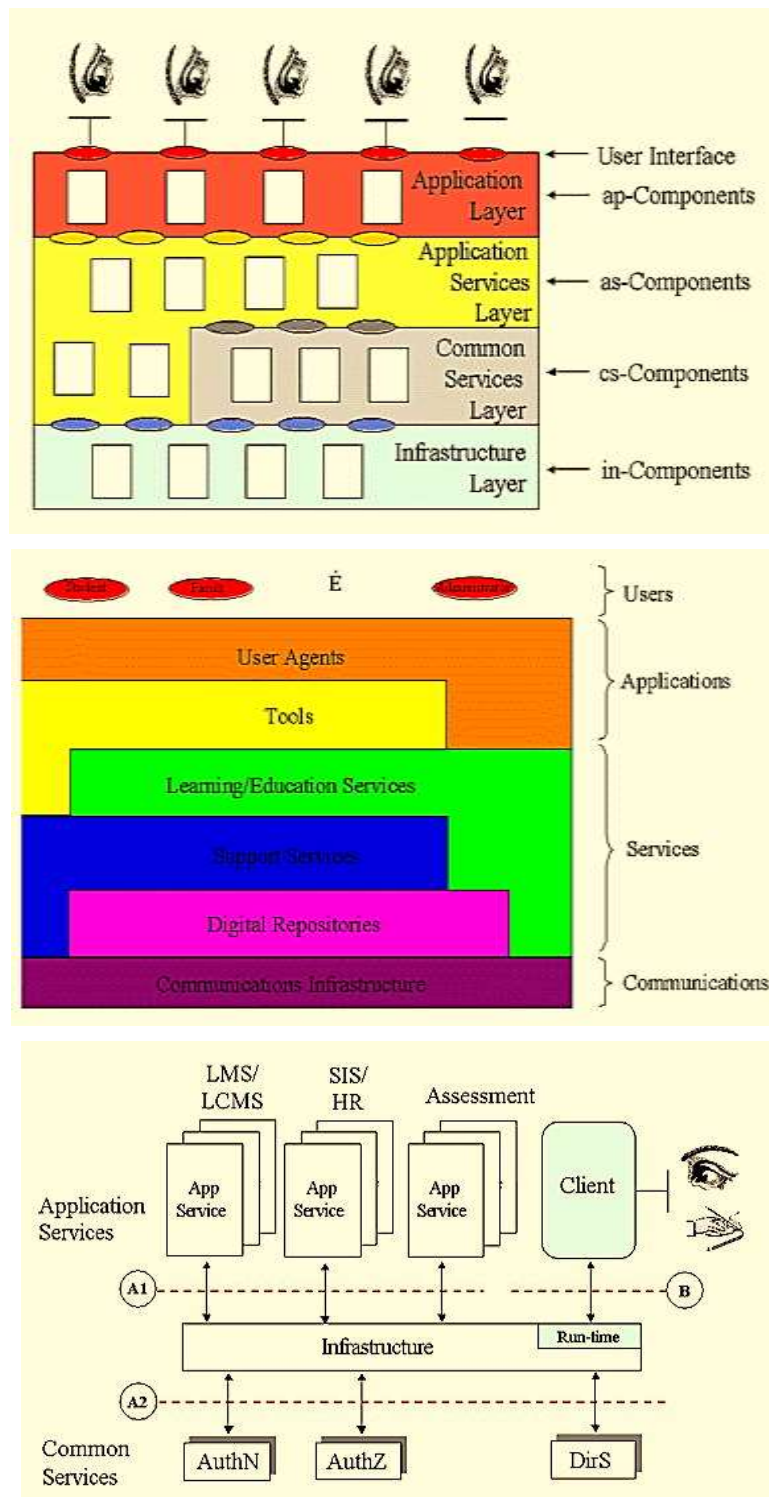 User Interface
Application
Layer
ap-Components
Application
Services
Layer
as-Components
Common
Services
Layer
cs-Components
Infrastructure
Layer
in-Components
Student
É
Users
User Agents
Applications
Tools
Learning/Education Services
Support Services
Services
Digital Repositories
Communications Infrastructure
Communications
LMS/
LCMS
SIS/
HR
Assessment
App
Service
App
Service
App
Service
Client
Application
Services
A1
B
Infrastructure
Run-time
A2
Common
Services
AuthN
AuthZ
DirS